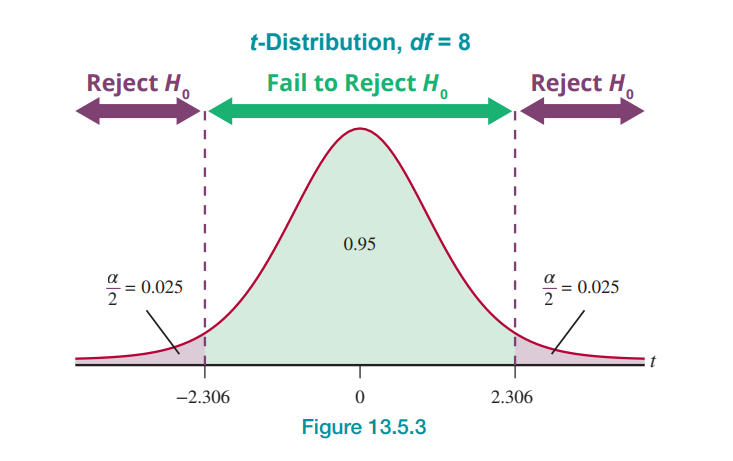 t-Distribution, df = 8
Reject H₀
Fail to Reject H₀
Reject H₀
0.95
α/2 = 0.025
α/2 = 0.025
t
−2.306
0
2.306
Figure 13.5.3